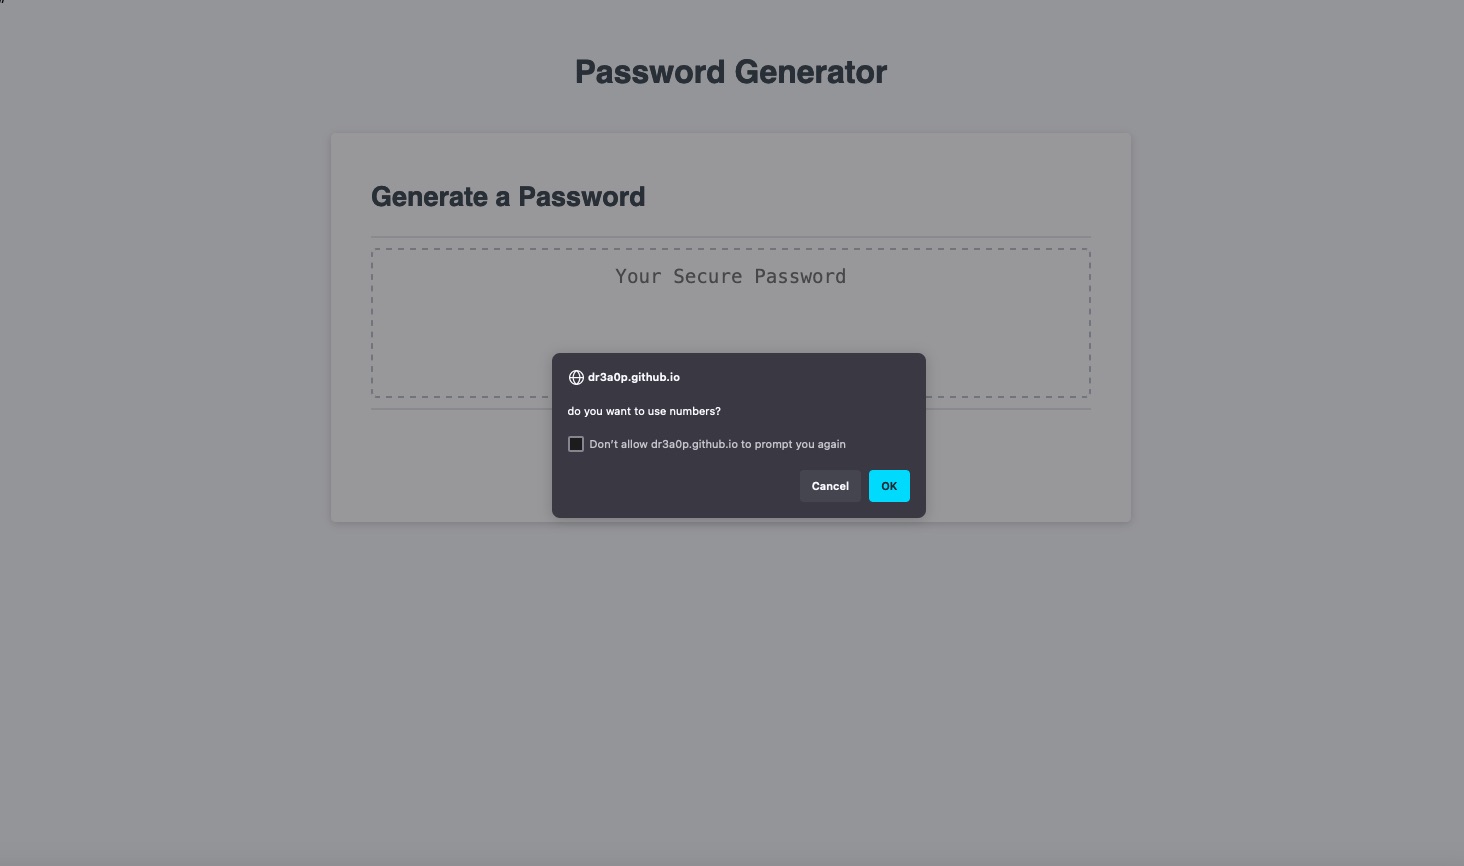 Password Generator
Generate a Password
Your Secure Password
dr3a0p.github.io
do you want to use numbers?
Don't allow dr3a0p.github.io to prompt you again
Cancel OK